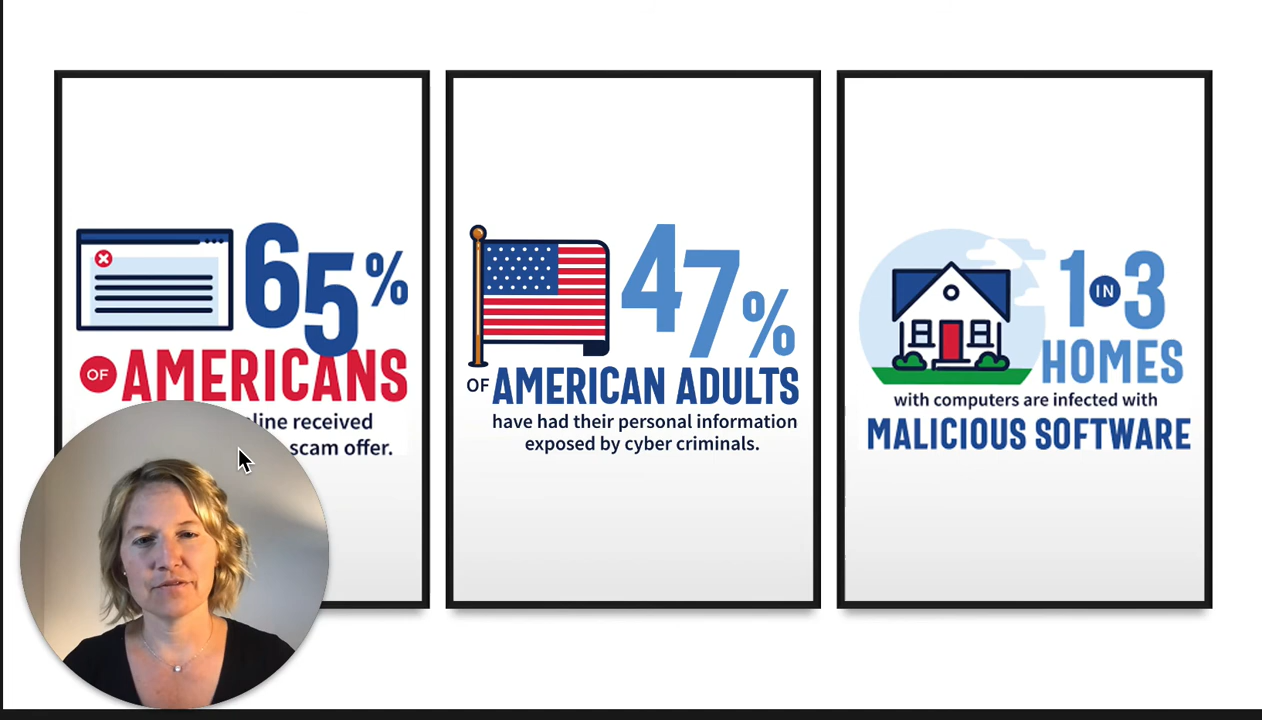 65%
OF AMERICANS
received
scam offer.
47%
OF AMERICAN ADULTS
have had their personal information
exposed by cyber criminals.
1 IN 3
HOMES
with computers are infected with
MALICIOUS SOFTWARE